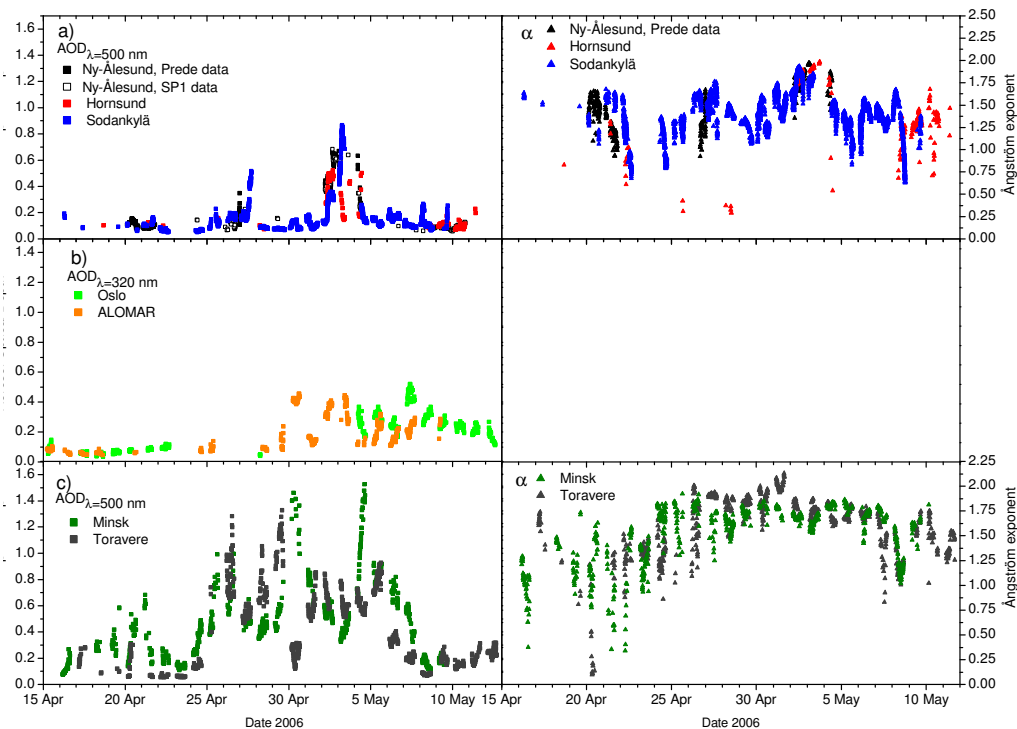 a)
AOD λ=500 nm
Ny-Ålesund, Prede data
Ny-Ålesund, SP1 data
Hornsund
Sodankylä
1.6
1.4
1.2
1.0
0.8
0.6
0.4
0.2
0.0
α
Ny-Ålesund, Prede data
Hornsund
Sodankylä
2.50
2.25
2.00
1.75
1.50
1.25
1.00
0.75
0.50
0.25
0.00
Ångström exponent
b)
AOD λ=320 nm
Oslo
ALOMAR
1.4
1.2
1.0
0.8
0.6
0.4
0.2
0.0
c)
AOD λ=500 nm
Minsk
Toravere
1.6
1.4
1.2
1.0
0.8
0.6
0.4
0.2
0.0
15 Apr 20 Apr 25 Apr 30 Apr 5 May 10 May
Date 2006
α
Minsk
Toravere
2.25
2.00
1.75
1.50
1.25
1.00
0.75
0.50
0.25
0.00
Ångström exponent
15 Apr 20 Apr 25 Apr 30 Apr 5 May 10 May
Date 2006